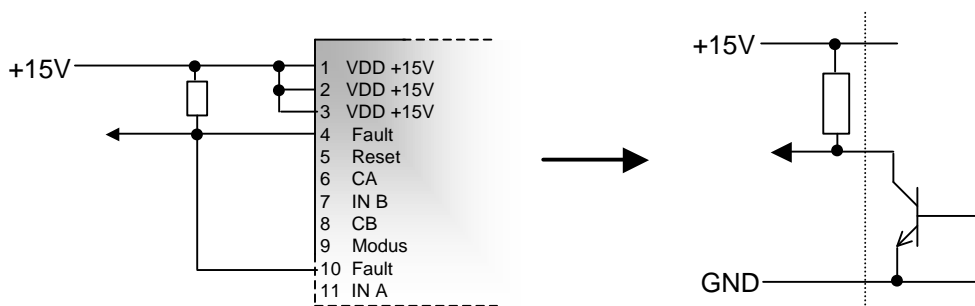 +15V
1 VDD +15V
2 VDD +15V
3 VDD +15V
4 Fault
5 Reset
6 CA
7 IN B
8 CB
9 Modus
10 Fault
11 IN A
+15V
GND